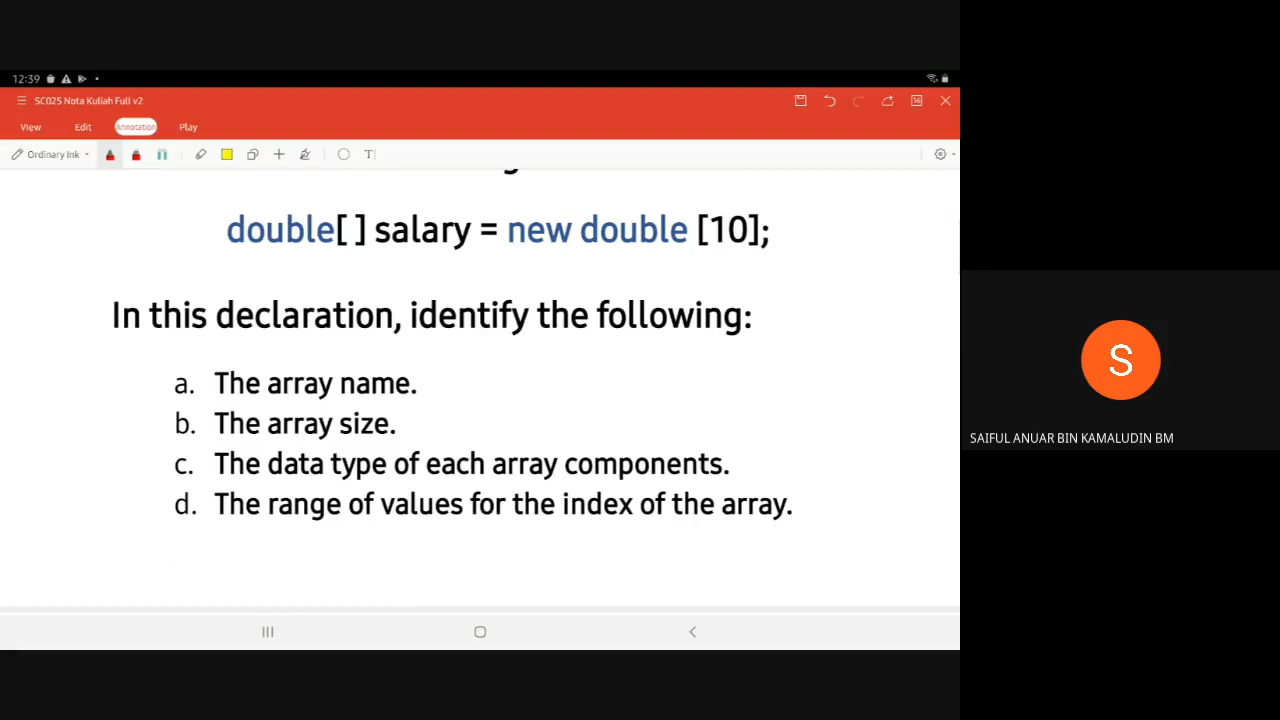 12:39
SC025 Nota Kuliah Full v2
16
View Edit Annotation Play
Ordinary Ink T
double[ ] salary = new double [10];
In this declaration, identify the following:
a. The array name.
b. The array size.
c. The data type of each array components.
d. The range of values for the index of the array.
S
SAIFUL ANUAR BIN KAMALUDIN BM